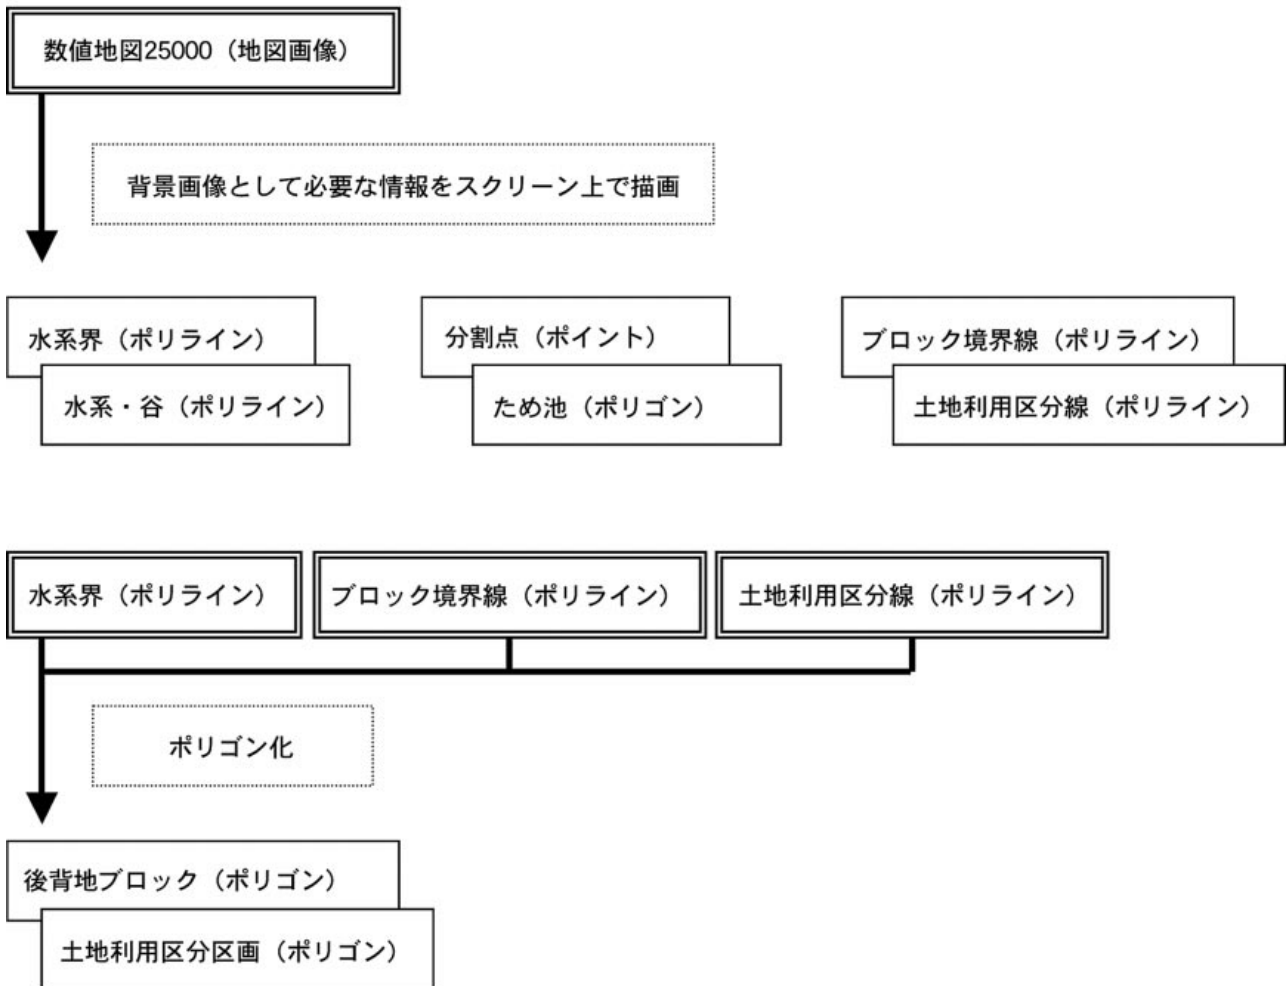 数値地図25000（地図画像）
背景画像として必要な情報をスクリーン上で描画
水系界（ポリライン）
水系・谷（ポリライン）
分割点（ポイント）
ため池（ポリゴン）
ブロック境界線（ポリライン）
土地利用区分線（ポリライン）
水系界（ポリライン）
ブロック境界線（ポリライン）
土地利用区分線（ポリライン）
ポリゴン化
後背地ブロック（ポリゴン）
土地利用区分区画（ポリゴン）